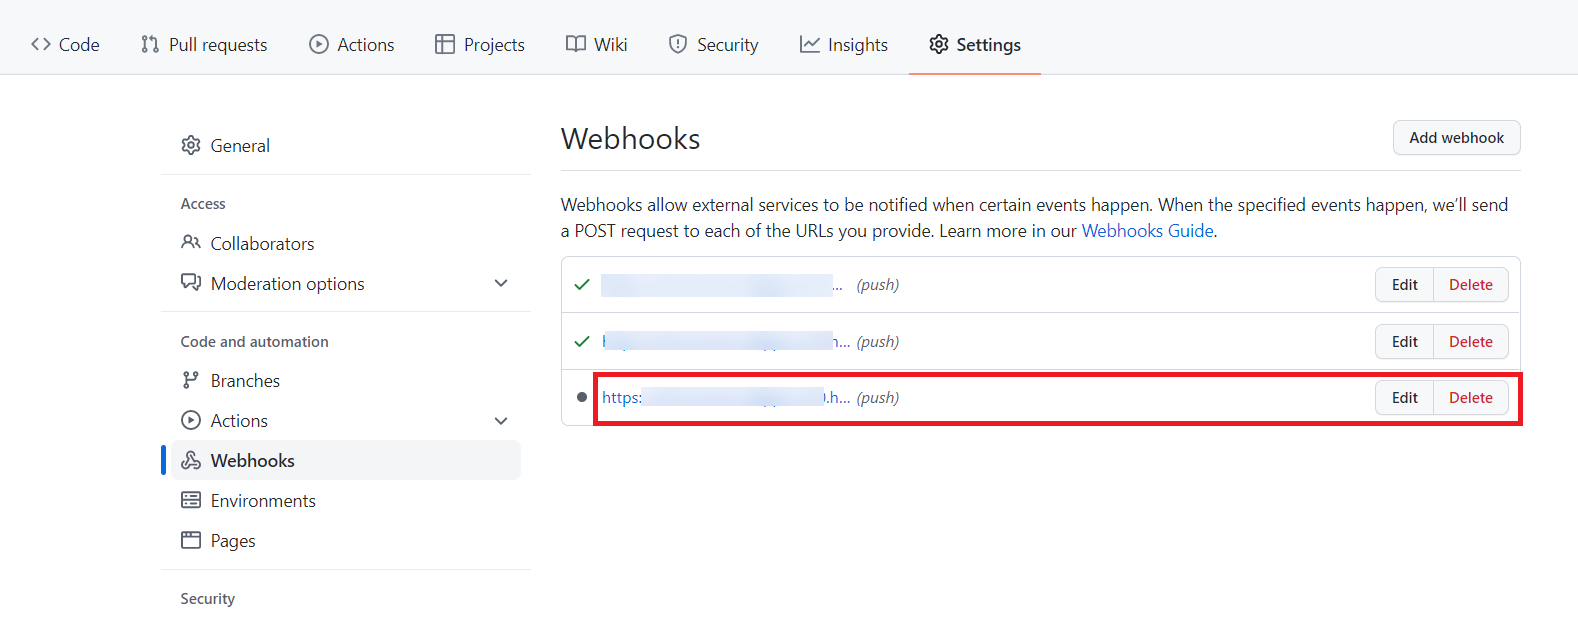 Code Pull requests Actions Projects Wiki Security Insights Settings
General
Access
Collaborators
Moderation options
Code and automation
Branches
Actions
Webhooks
Environments
Pages
Security
Webhooks
Add webhook
Webhooks allow external services to be notified when certain events happen. When the specified events happen, we'll send
a POST request to each of the URLs you provide. Learn more in our Webhooks Guide.
... (push) Edit Delete
... (push) Edit Delete
https: .h... (push) Edit Delete